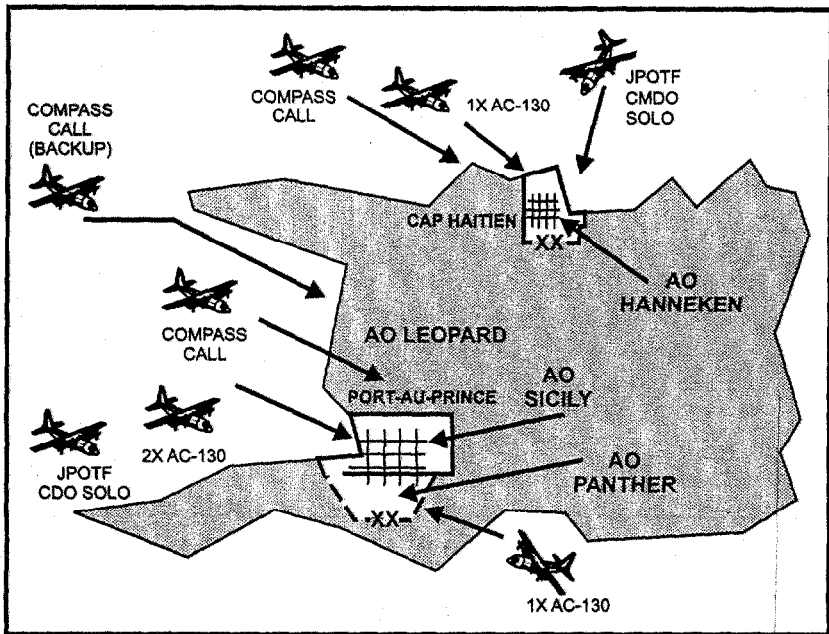 COMPASS
CALL
1X AC-130
JPOTF
CMDO
SOLO
COMPASS
CALL
(BACKUP)
CAP HAITIEN
XX
AO
HANNEKEN
COMPASS
CALL
AO LEOPARD
PORT-AU-PRINCE
AO
SICILY
2X AC-130
JPOTF
CDO SOLO
AO
PANTHER
XX
1X AC-130